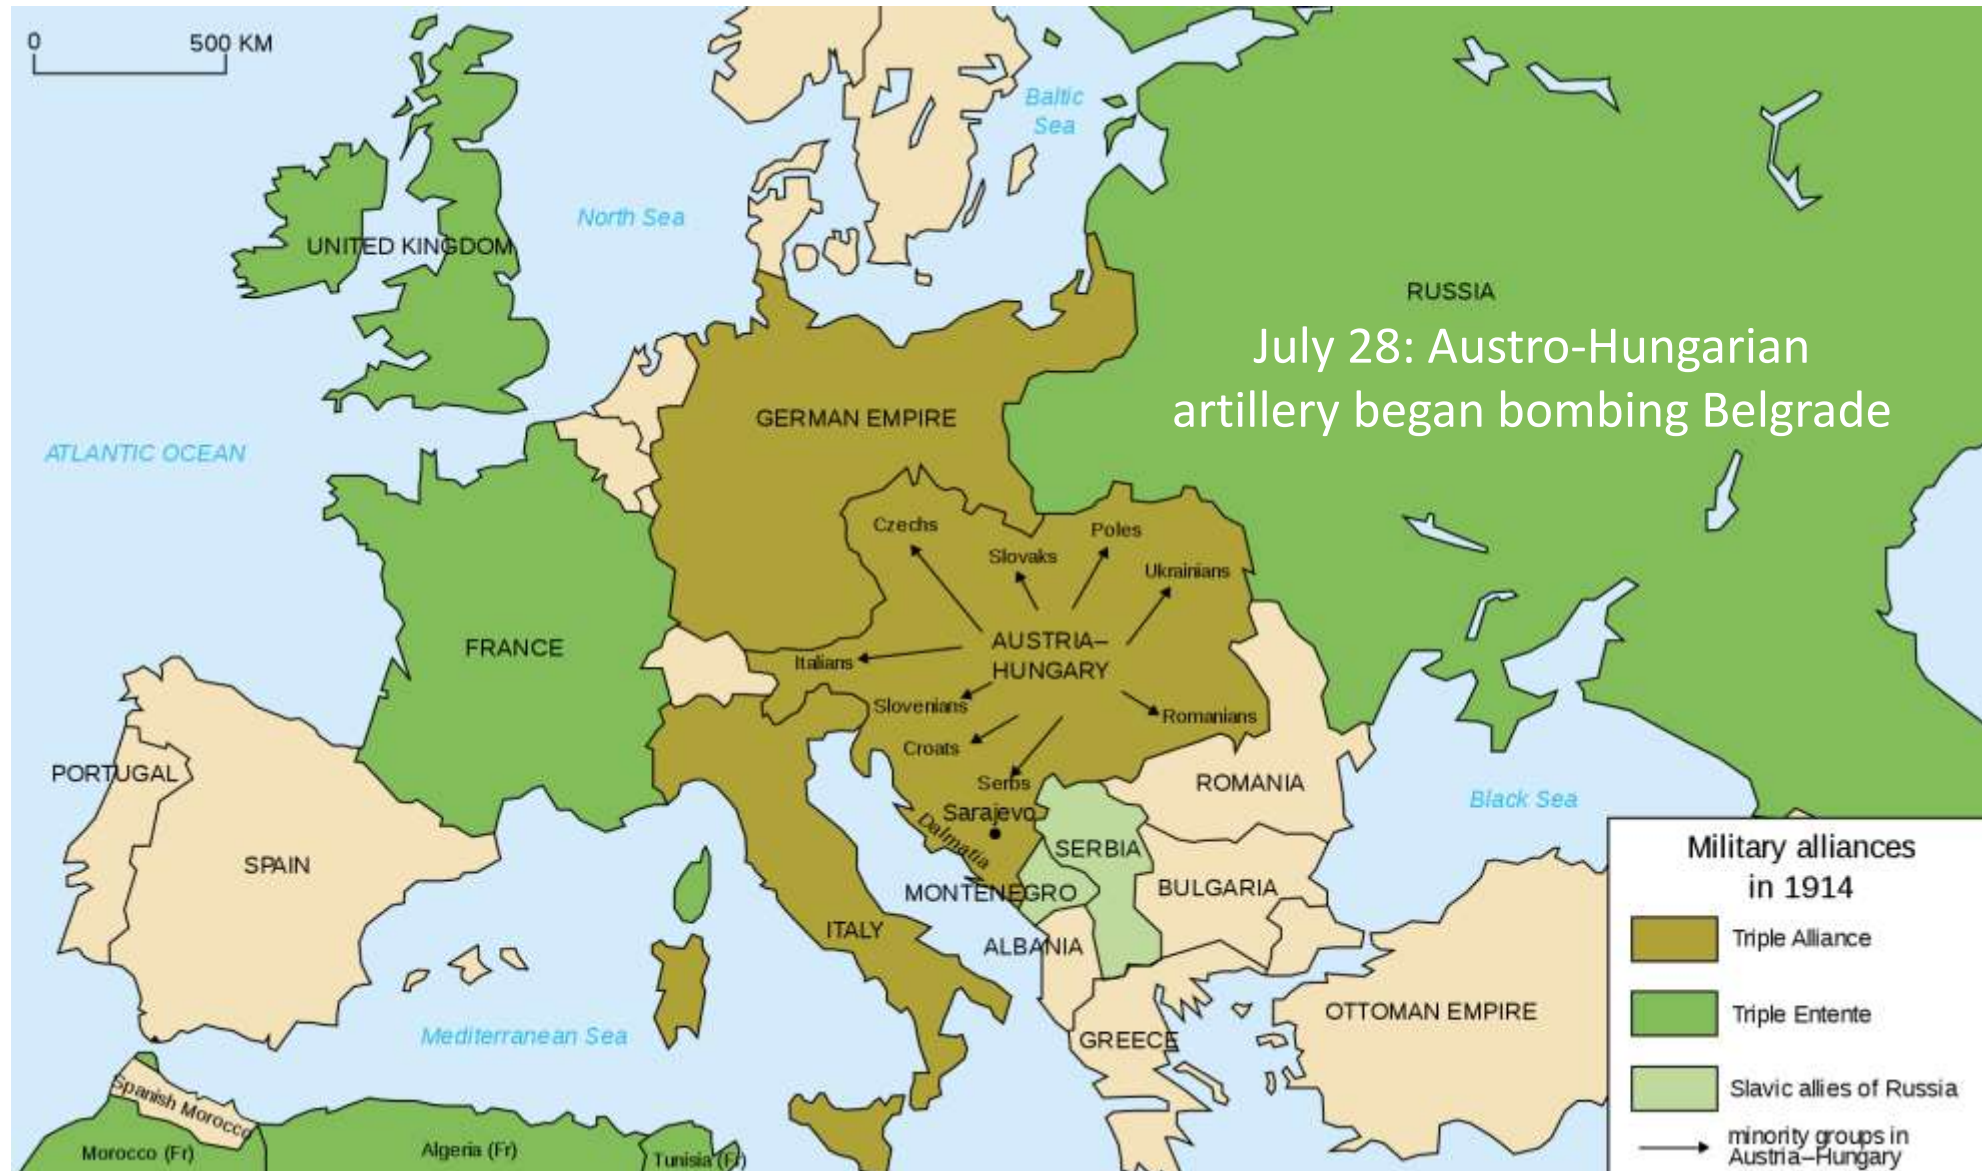 0 500 KM
Baltic
Sea
North Sea
UNITED KINGDOM
RUSSIA
July 28: Austro-Hungarian
artillery began bombing Belgrade
GERMAN EMPIRE
ATLANTIC OCEAN
Czechs
Poles
Slovaks
Ukrainians
FRANCE
AUSTRIA–
HUNGARY
Italians
Slovenians
Romanians
Croats
PORTUGAL
Serbs
ROMANIA
Black Sea
Sarajevo
Dalmatia
SERBIA
SPAIN
MONTENEGRO
BULGARIA
ITALY
ALBANIA
OTTOMAN EMPIRE
Mediterranean Sea
GREECE
Spanish Morocco
Morocco (Fr)
Algeria (Fr)
Tunisia (Fr)
Military alliances
in 1914
Triple Alliance
Triple Entente
Slavic allies of Russia
minority groups in
Austria–Hungary